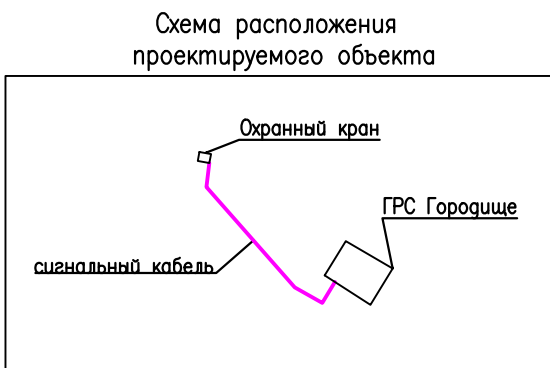 Схема расположения
проектируемого объекта
Охранный кран
ГРС Городище
сигнальный кабель